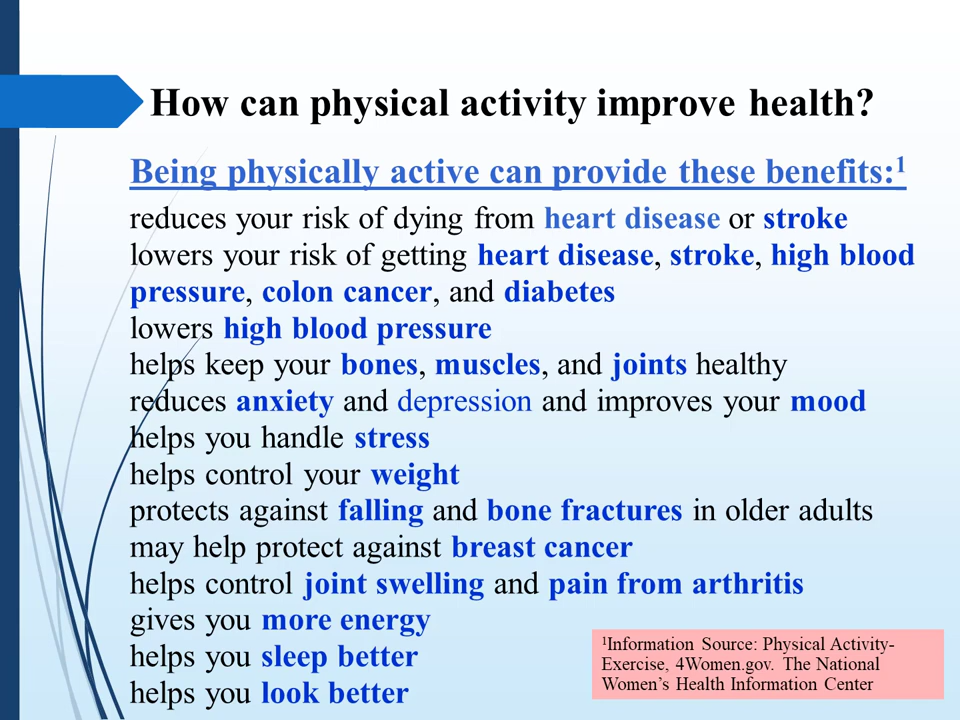 How can physical activity improve health?
Being physically active can provide these benefits:¹
reduces your risk of dying from heart disease or stroke
lowers your risk of getting heart disease, stroke, high blood
pressure, colon cancer, and diabetes
lowers high blood pressure
helps keep your bones, muscles, and joints healthy
reduces anxiety and depression and improves your mood
helps you handle stress
helps control your weight
protects against falling and bone fractures in older adults
may help protect against breast cancer
helps control joint swelling and pain from arthritis
gives you more energy
helps you sleep better
helps you look better
¹Information Source: Physical Activity-
Exercise, 4Women.gov. The National
Women's Health Information Center